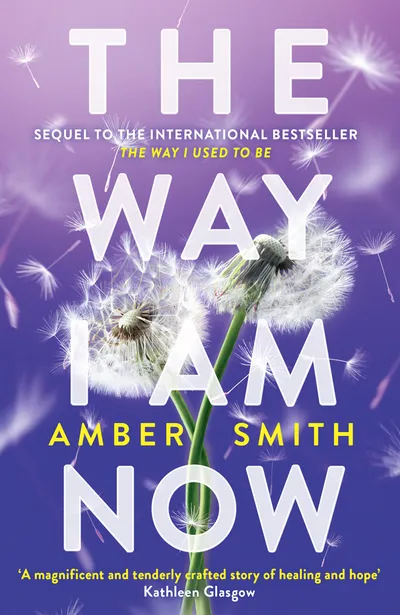 THE
SEQUEL TO THE INTERNATIONAL BESTSELLER
THE WAY I USED TO BE
WAY
I AM
AMBER SMITH
NOW
‘A magnificent and tenderly crafted story of healing and hope’
Kathleen Glasgow